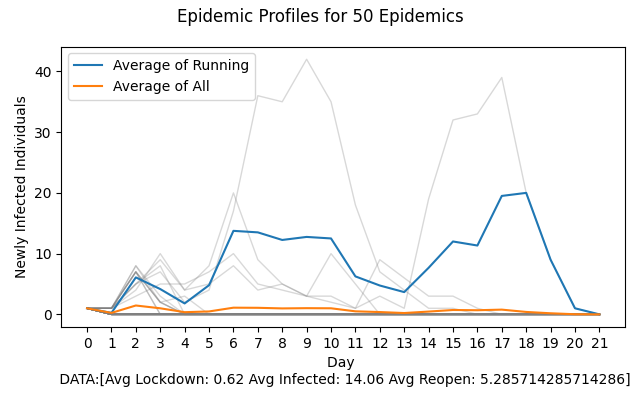 Epidemic Profiles for 50 Epidemics
Average of Running
Average of All
Newly Infected Individuals
40
30
20
10
0
0 1 2 3 4 5 6 7 8 9 10 11 12 13 14 15 16 17 18 19 20 21
Day
DATA:[Avg Lockdown: 0.62 Avg Infected: 14.06 Avg Reopen: 5.285714285714286]